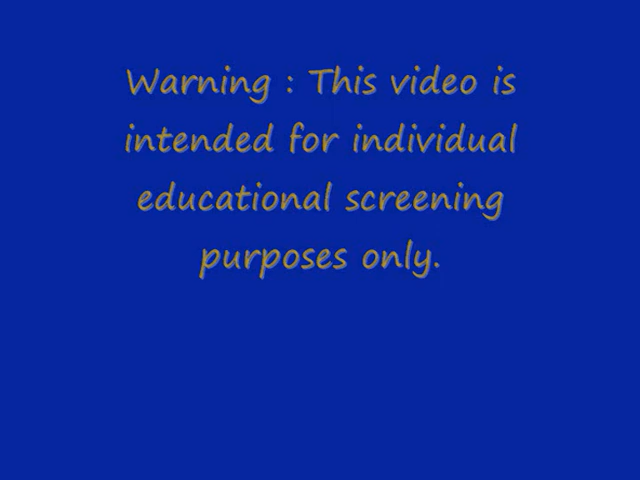 Warning : This video is
intended for individual
educational screening
purposes only.